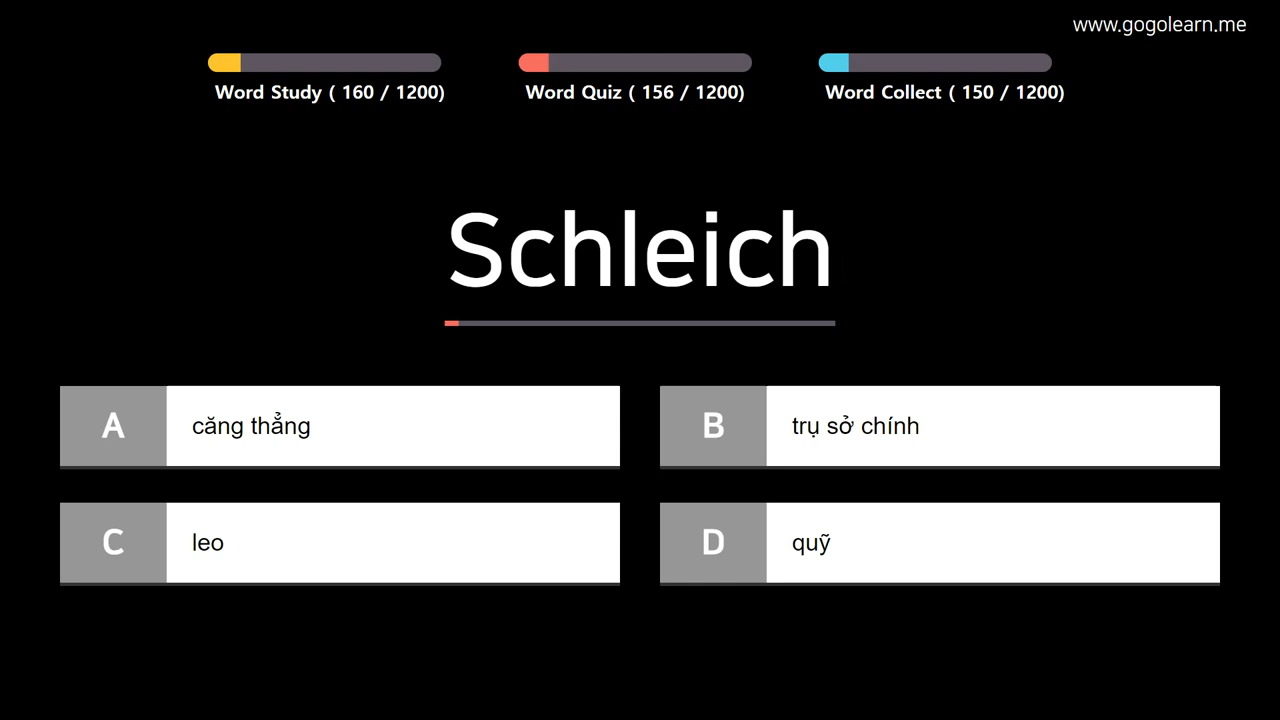 www.gogolearn.me
Word Study ( 160 / 1200)
Word Quiz ( 156 / 1200)
Word Collect ( 150 / 1200)
Schleich
A
căng thẳng
B
trụ sở chính
C
leo
D
quỹ